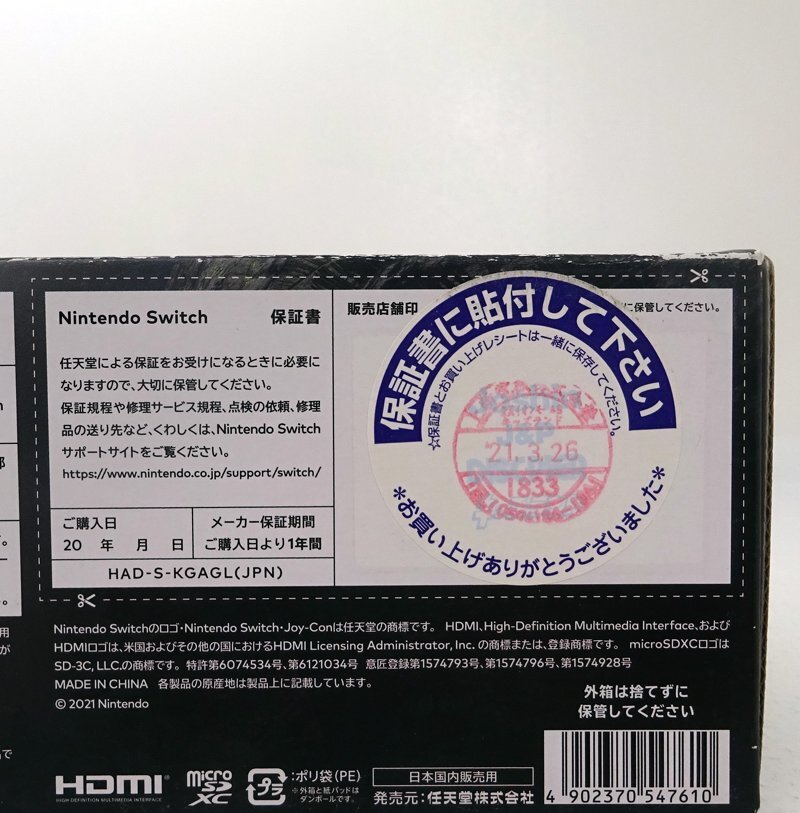 Nintendo Switch 保証書
任天堂による保証をお受けになるときに必要に
なりますので、大切に保管してください。
保証規程や修理サービス規程、点検の依頼、修理
品の送り先など、くわしくは、Nintendo Switch
サポートサイトをご覧ください。
https://www.nintendo.co.jp/support/switch/
ご購入日
20 年 月 日
メーカー保証期間
ご購入日より1年間
HAD-S-KGAGL(JPN)
販売店舗印
に保管してください。
保証書に貼付して下さい
☆保証書とお買い上げレシートは一緒に保存してください。
J&P
21.3.26
1833
*お買い上げありがとうございました*
Nintendo Switchのロゴ・Nintendo Switch・Joy-Conは任天堂の商標です。 HDMI、High-Definition Multimedia Interface、および
HDMIロゴは、米国およびその他の国におけるHDMI Licensing Administrator, Inc. の商標または、登録商標です。 microSDXCロゴは
SD-3C, LLC.の商標です。 特許第6074534号、第6121034号 意匠登録第1574793号、第1574796号、第1574928号
MADE IN CHINA 各製品の原産地は製品上に記載しています。
© 2021 Nintendo
外箱は捨てずに
保管してください
HDMI
HIGH-DEFINITION MULTIMEDIA INTERFACE
micro SD XC
プラ
:ポリ袋(PE)
※外箱と紙パッドは
ダンボールです。
日本国内販売用
発売元:任天堂株式会社
4 902370 547610